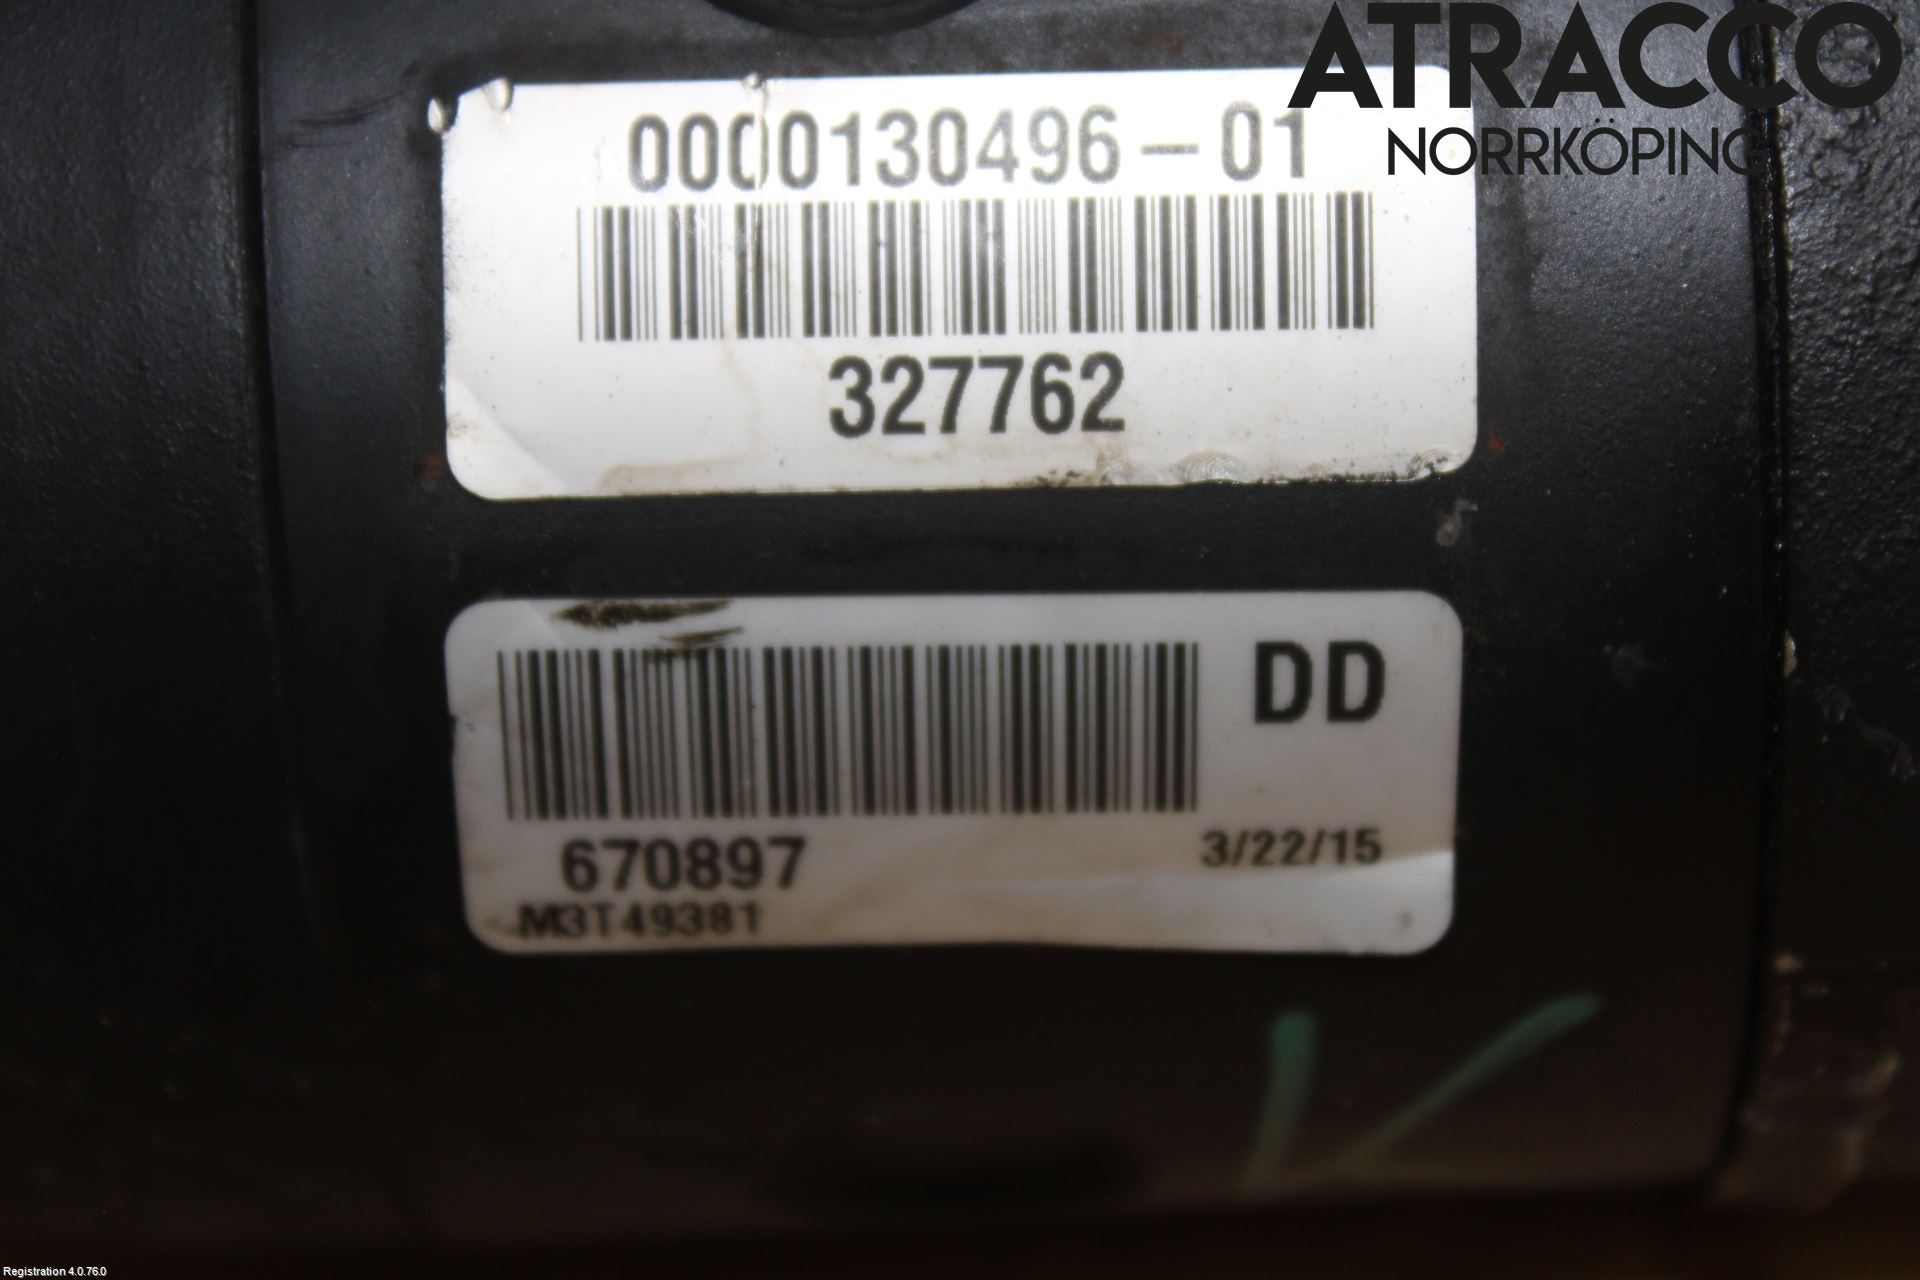 ATRACCO
NORRKÖPING
0000130496-01
327762
DD
670897
3/22/15
M3T49381
Registration 4.0.76.0